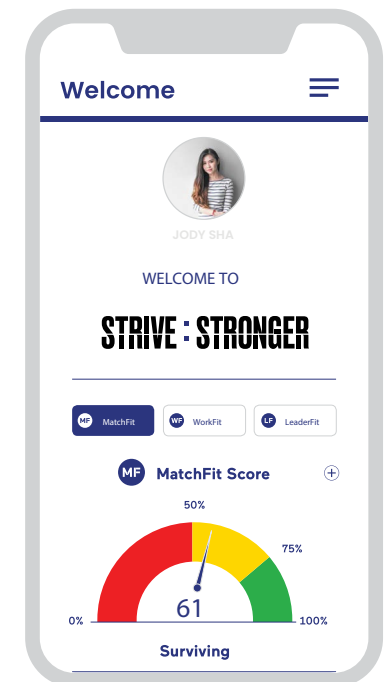 Welcome
JODY SHA
WELCOME TO
STRIVE : STRONGER
MF MatchFit WF WorkFit LF LeaderFit
MF MatchFit Score
50%
75%
0% 61 100%
Surviving